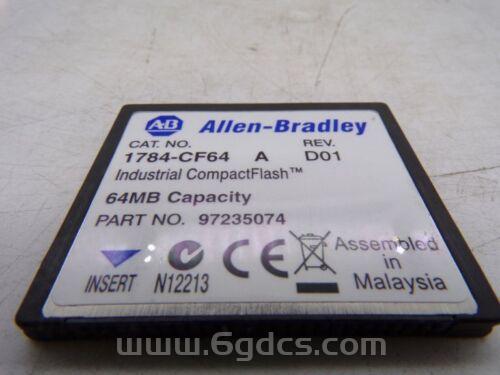 A-B Allen-Bradley
CAT. NO. REV.
1784-CF64 A D01
Industrial CompactFlash™
64MB Capacity
PART NO. 97235074
INSERT N12213 CE Assembled in Malaysia
www.6gdcs.com